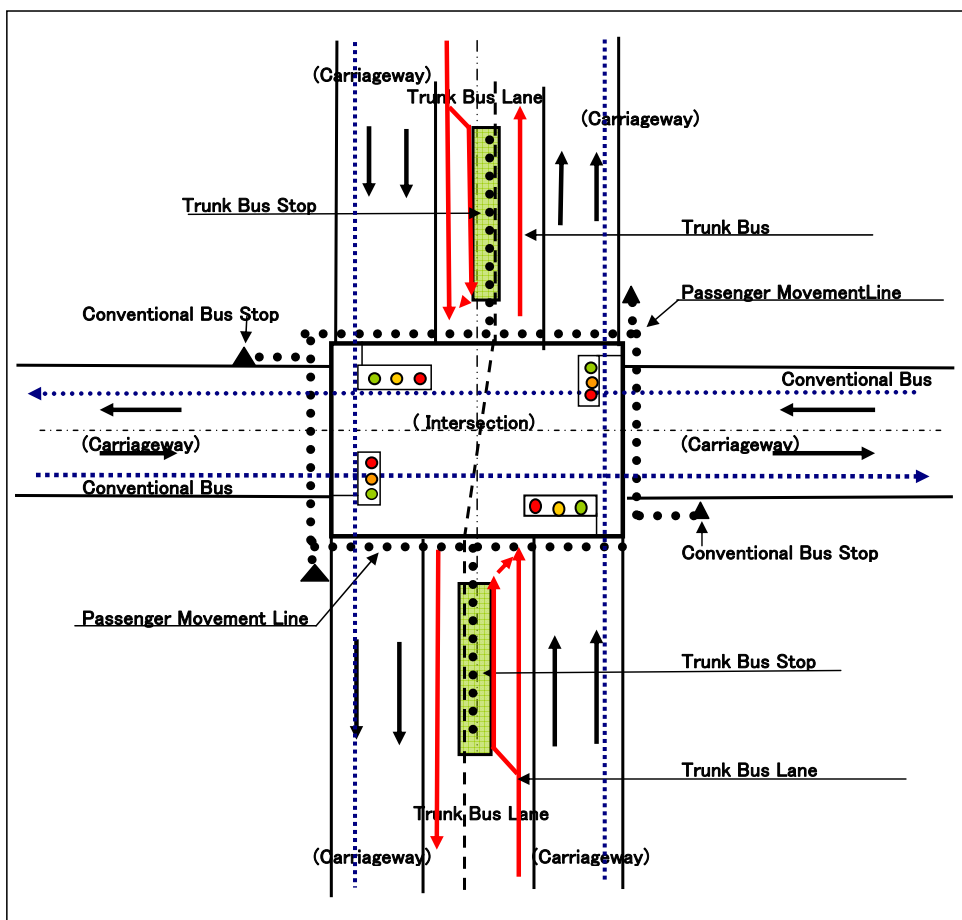 (Carriageway)
Trunk Bus Lane
(Carriageway)
Trunk Bus Stop
Trunk Bus
Passenger MovementLine
Conventional Bus Stop
Conventional Bus
( Intersection)
(Carriageway)
(Carriageway)
Conventional Bus
Conventional Bus Stop
Passenger Movement Line
Trunk Bus Stop
Trunk Bus Lane
Trunk Bus Lane
(Carriageway)
(Carriageway)